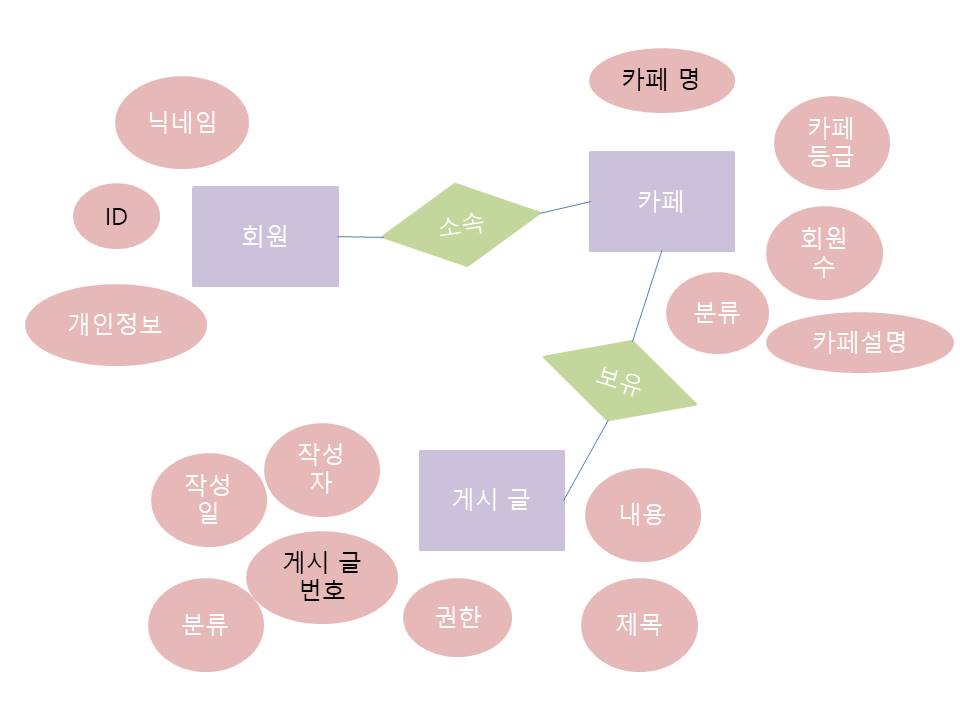 카페 명
닉네임
카페
등급
ID
회원
소속
카페
회원
수
개인정보
분류
카페설명
보유
작성
자
작성
일
게시 글
내용
게시 글
번호
분류
권한
제목